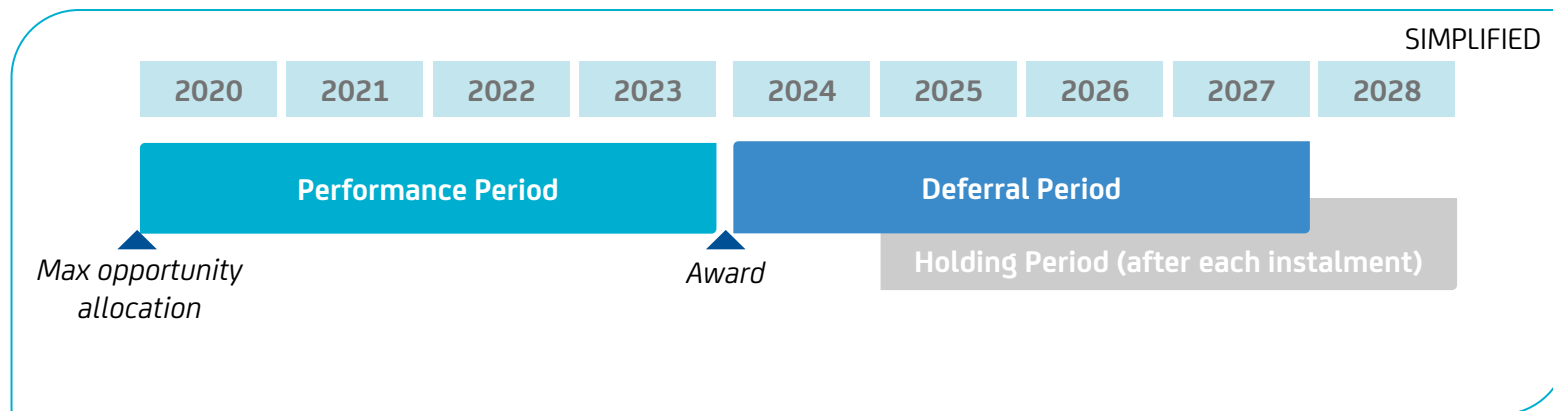 SIMPLIFIED
2020 2021 2022 2023 2024 2025 2026 2027 2028
Performance Period
Deferral Period
Holding Period (after each instalment)
Max opportunity
allocation
Award